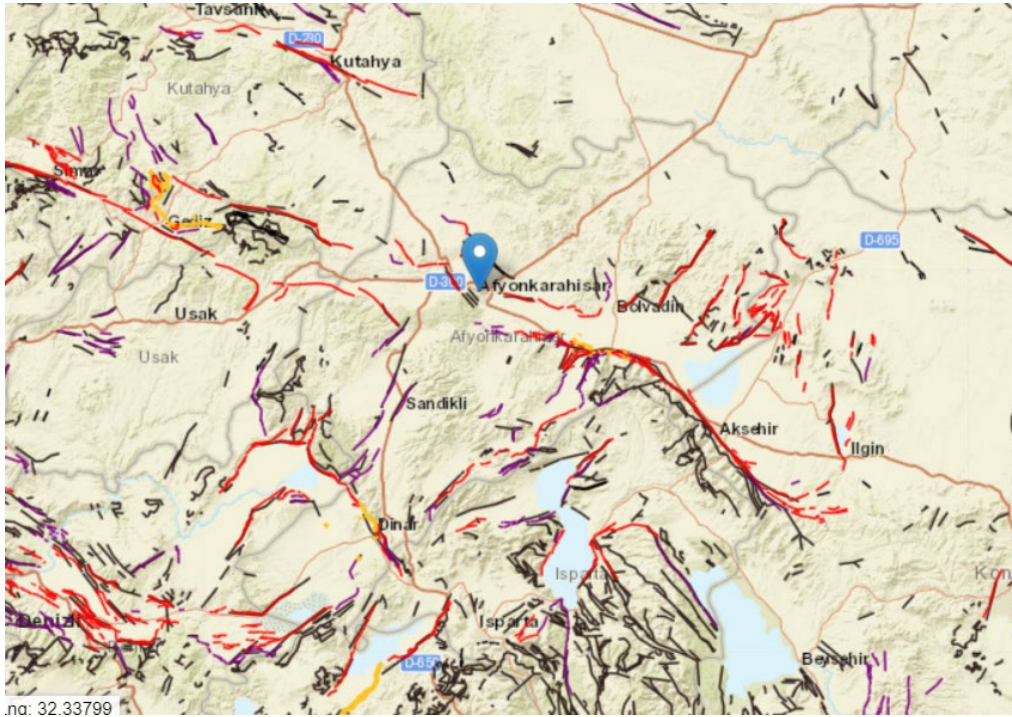 Tavsanli
D-230
Kutahya
Kutahya
Simav
Gediz
D-695
D-300
Afyonkarahisar
Bolvadin
Usak
Afyonkarahisar
Usak
Sandikli
Aksehir
Ilgin
Dinar
Isparta
Kon
Denizli
Isparta
D-650
Beysehir
.ng: 32.33799